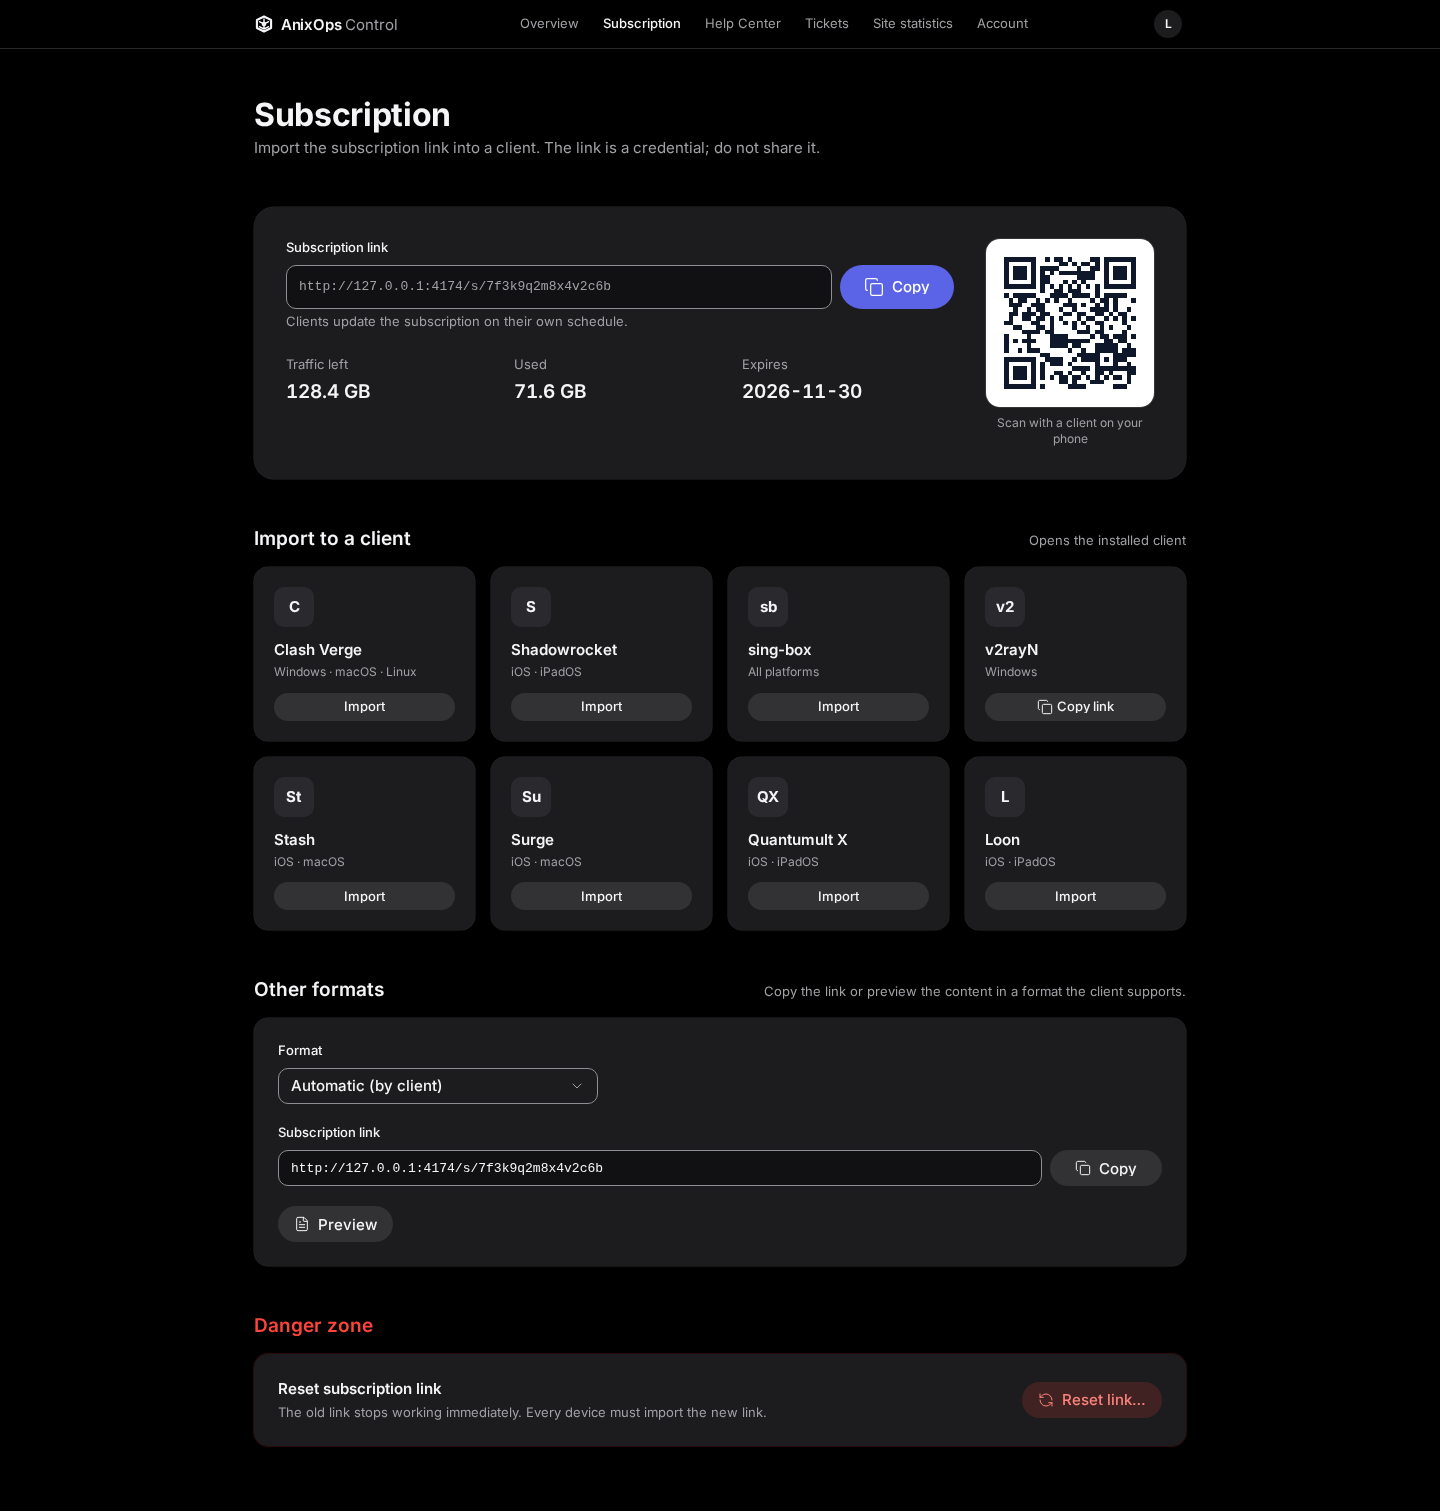 AnixOps Control
Overview
Subscription
Help Center
Tickets
Site statistics
Account
L
Subscription
Import the subscription link into a client. The link is a credential; do not share it.
Subscription link
http://127.0.0.1:4174/s/7f3k9q2m8x4v2c6b
Copy
Clients update the subscription on their own schedule.
Traffic left
128.4 GB
Used
71.6 GB
Expires
2026-11-30
Scan with a client on your
phone
Import to a client
Opens the installed client
C
Clash Verge
Windows · macOS · Linux
Import
S
Shadowrocket
iOS · iPadOS
Import
sb
sing-box
All platforms
Import
v2
v2rayN
Windows
Copy link
St
Stash
iOS · macOS
Import
Su
Surge
iOS · macOS
Import
QX
Quantumult X
iOS · iPadOS
Import
L
Loon
iOS · iPadOS
Import
Other formats
Copy the link or preview the content in a format the client supports.
Format
Automatic (by client)
Subscription link
http://127.0.0.1:4174/s/7f3k9q2m8x4v2c6b
Copy
Preview
Danger zone
Reset subscription link
The old link stops working immediately. Every device must import the new link.
Reset link...